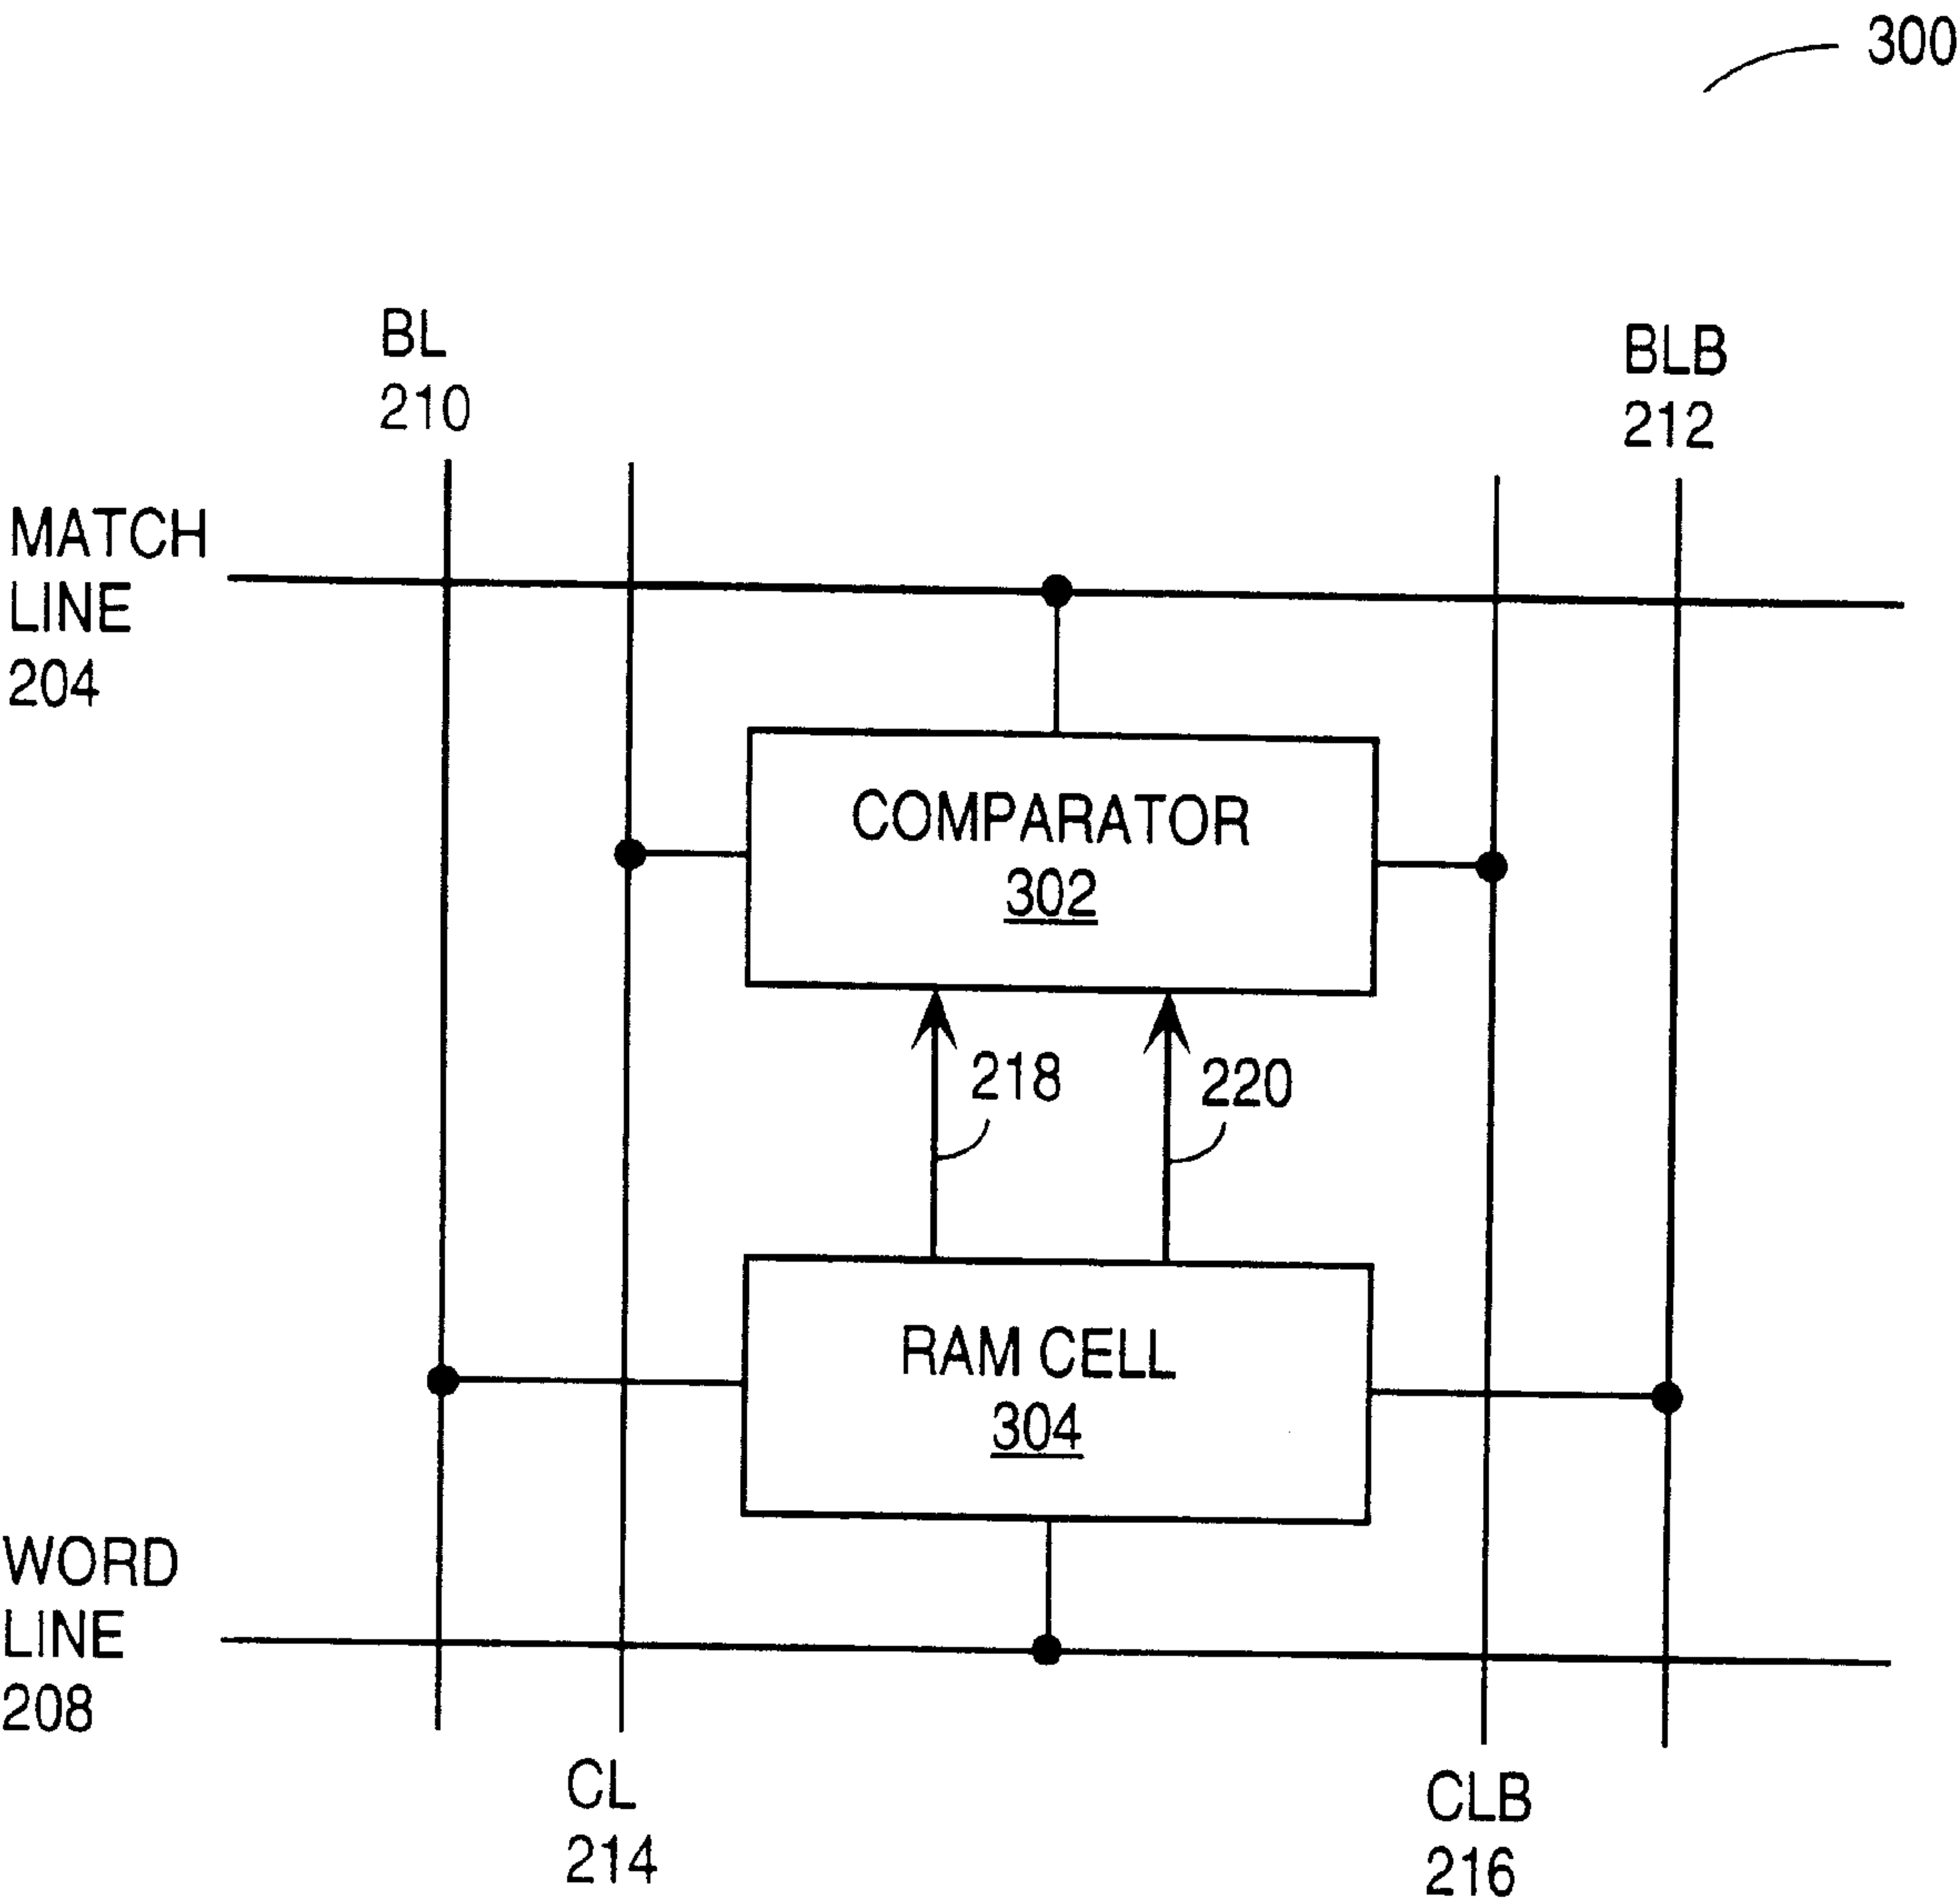 300
BL
210
BLB
212
MATCH
LINE
204
COMPARATOR
302
218
220
RAM CELL
304
WORD
LINE
208
CL
214
CLB
216